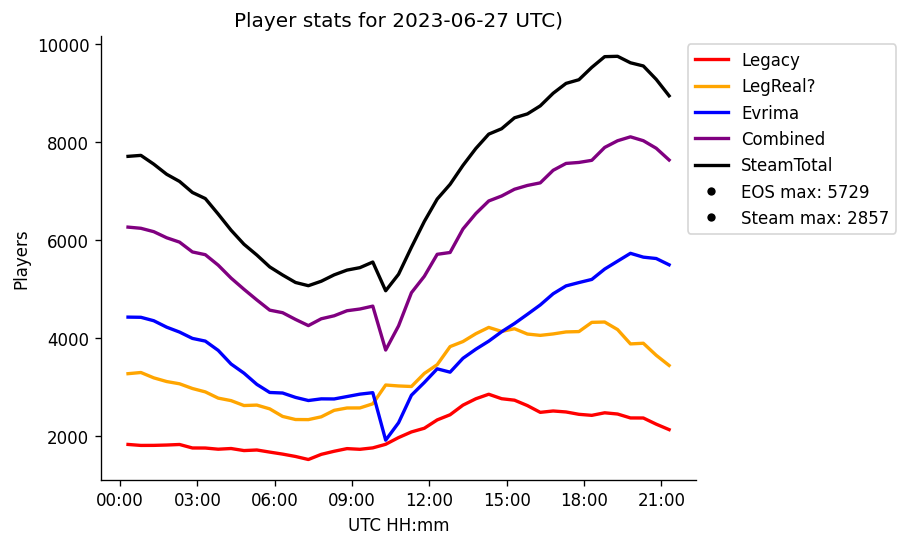 Player stats for 2023-06-27 UTC)
10000
8000
6000
4000
2000
Players
00:00 03:00 06:00 09:00 12:00 15:00 18:00 21:00
UTC HH:mm
Legacy
LegReal?
Evrima
Combined
SteamTotal
EOS max: 5729
Steam max: 2857